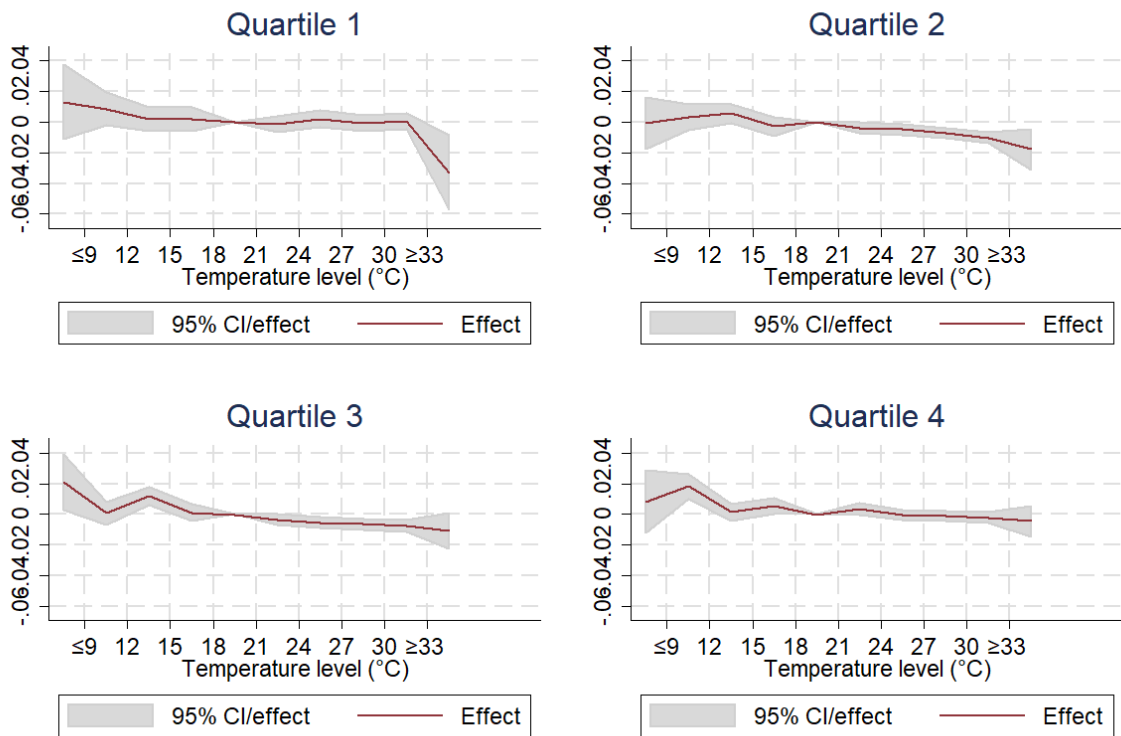 Quartile 1
-.06.04.02 0 .02.04
≤9 12 15 18 21 24 27 30 ≥33
Temperature level (°C)
95% CI/effect Effect
Quartile 2
-.06.04.02 0 .02.04
≤9 12 15 18 21 24 27 30 ≥33
Temperature level (°C)
95% CI/effect Effect
Quartile 3
-.06.04.02 0 .02.04
≤9 12 15 18 21 24 27 30 ≥33
Temperature level (°C)
95% CI/effect Effect
Quartile 4
-.06.04.02 0 .02.04
≤9 12 15 18 21 24 27 30 ≥33
Temperature level (°C)
95% CI/effect Effect